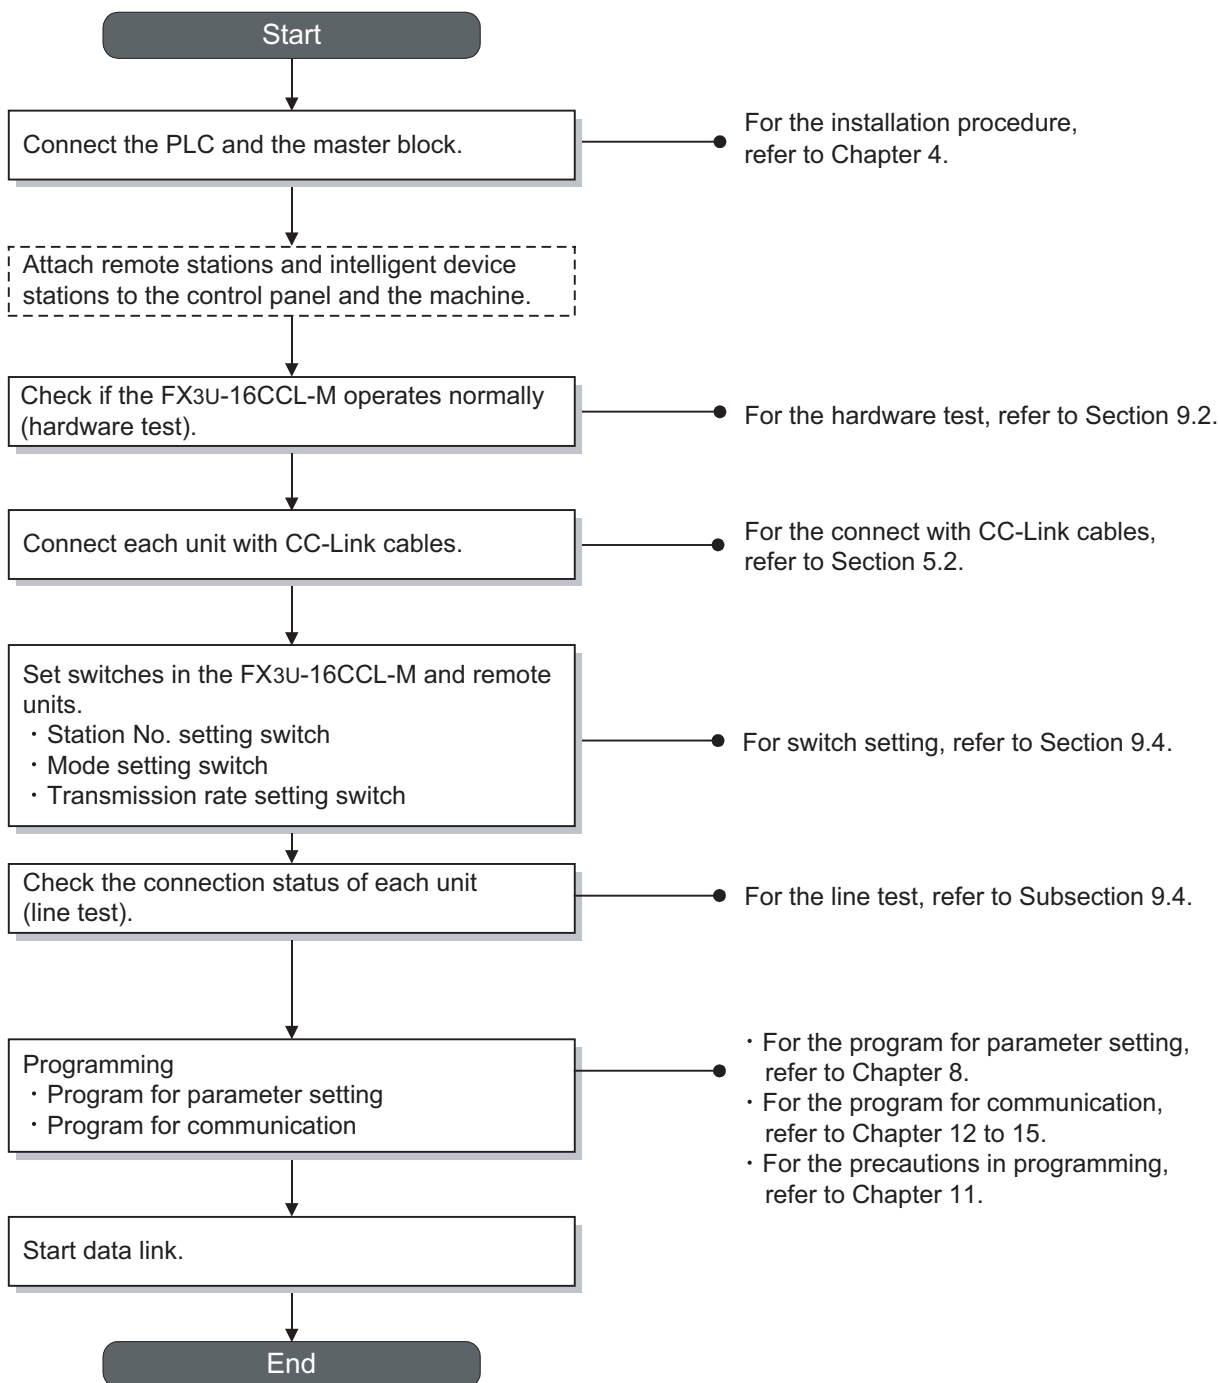 Start
Connect the PLC and the master block.
For the installation procedure,
refer to Chapter 4.
Attach remote stations and intelligent device
stations to the control panel and the machine.
Check if the FX3U-16CCL-M operates normally
(hardware test).
For the hardware test, refer to Section 9.2.
Connect each unit with CC-Link cables.
For the connect with CC-Link cables,
refer to Section 5.2.
Set switches in the FX3U-16CCL-M and remote
units.
・Station No. setting switch
・Mode setting switch
・Transmission rate setting switch
For switch setting, refer to Section 9.4.
Check the connection status of each unit
(line test).
For the line test, refer to Subsection 9.4.
Programming
・Program for parameter setting
・Program for communication
・For the program for parameter setting,
refer to Chapter 8.
・For the program for communication,
refer to Chapter 12 to 15.
・For the precautions in programming,
refer to Chapter 11.
Start data link.
End